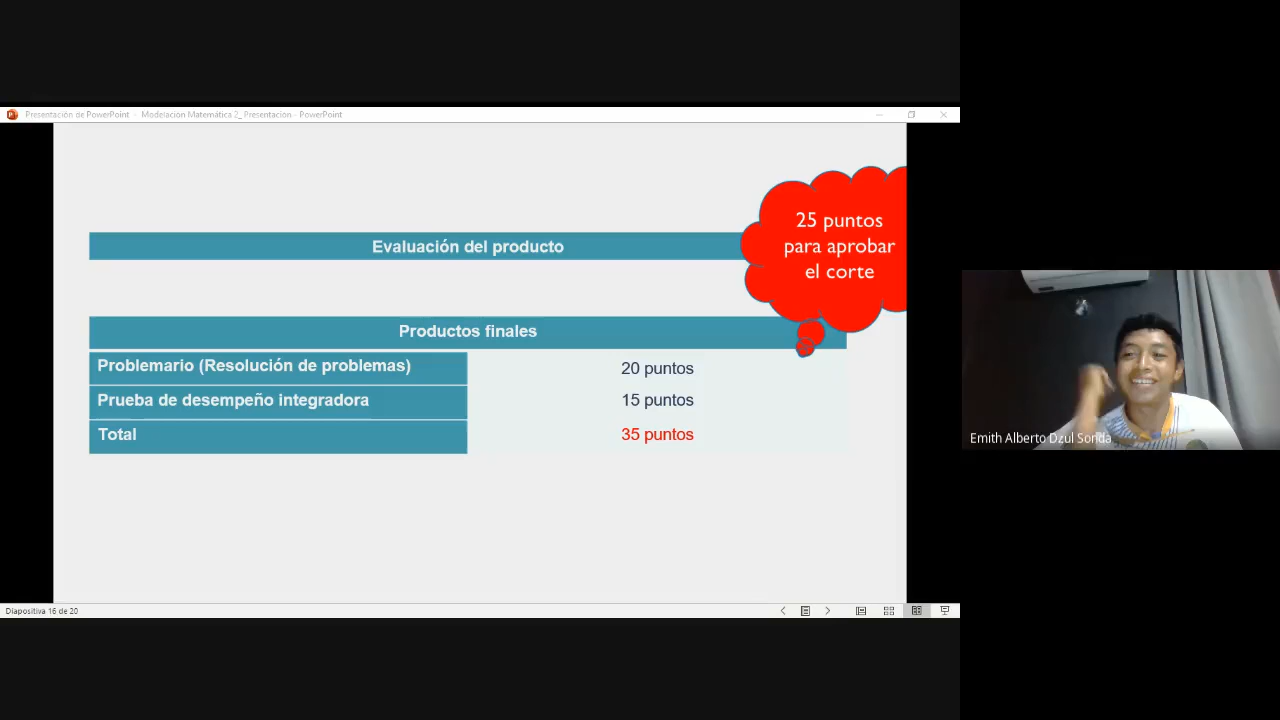 Presentación de PowerPoint - Modelación Matemática 2_ Presentación - PowerPoint
25 puntos
para aprobar
el corte
Evaluación del producto
Productos finales
Problemario (Resolución de problemas) 20 puntos
Prueba de desempeño integradora 15 puntos
Total 35 puntos
Emith Alberto Dzul Sonda
Diapositiva 16 de 20